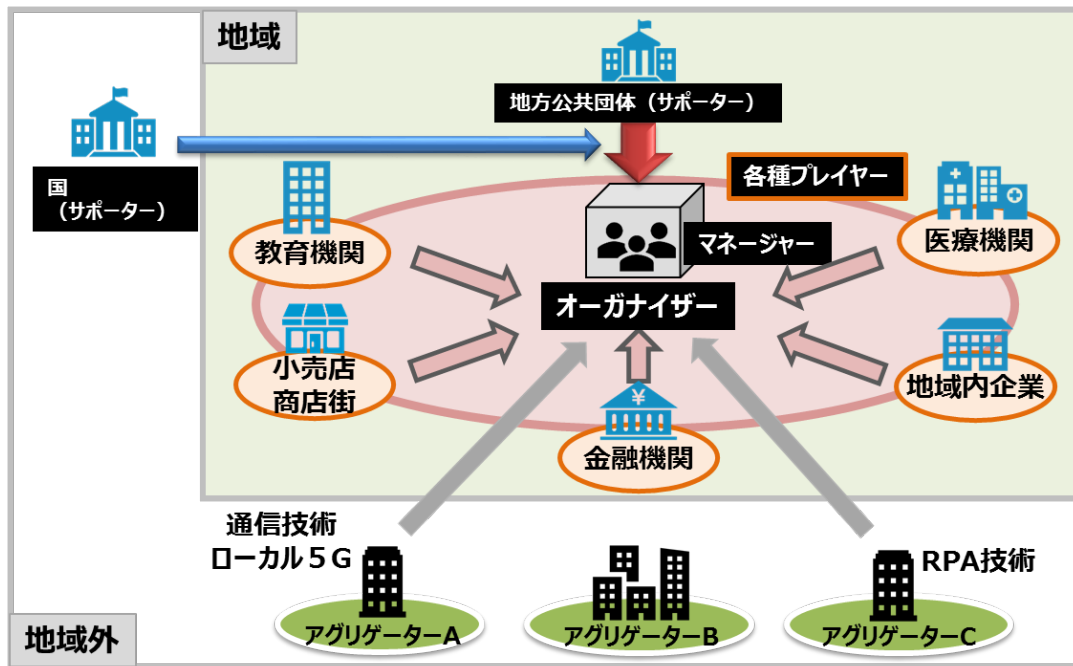 地域
地方公共団体（サポーター）
国
（サポーター）
各種プレイヤー
教育機関
マネージャー
医療機関
オーガナイザー
小売店
商店街
地域内企業
¥
金融機関
通信技術
ローカル５G
RPA技術
アグリゲーターA
アグリゲーターB
アグリゲーターC
地域外